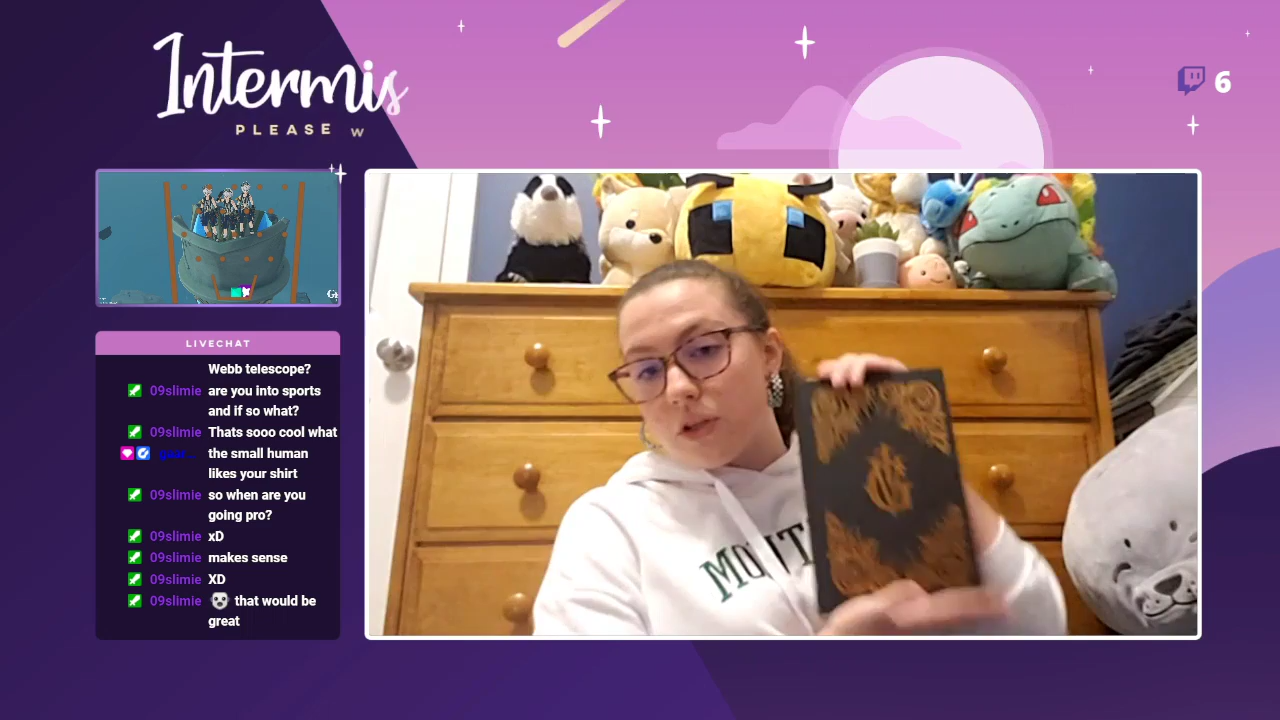 Intermis
PLEASE W
6
LIVECHAT
Webb telescope?
09slimie are you into sports
and if so what?
09slimie Thats sooo cool what
the small human
likes your shirt
09slimie so when are you
going pro?
09slimie xD
09slimie makes sense
09slimie XD
09slimie that would be
great
MONT